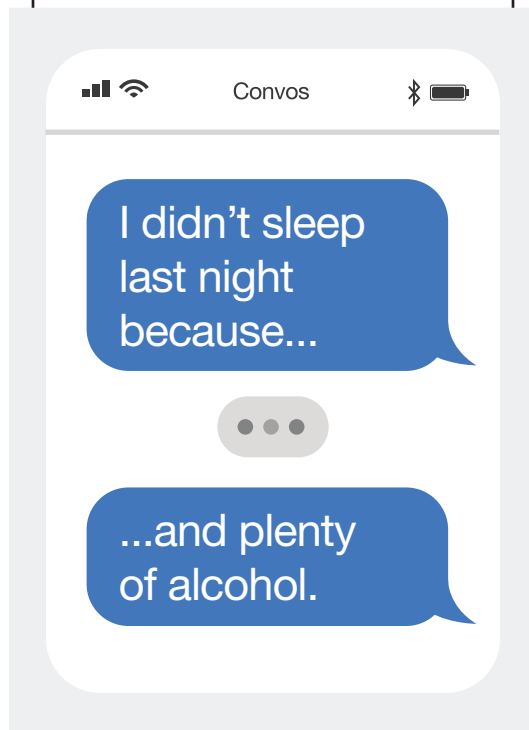 Convos
I didn’t sleep
last night
because...
...and plenty
of alcohol.